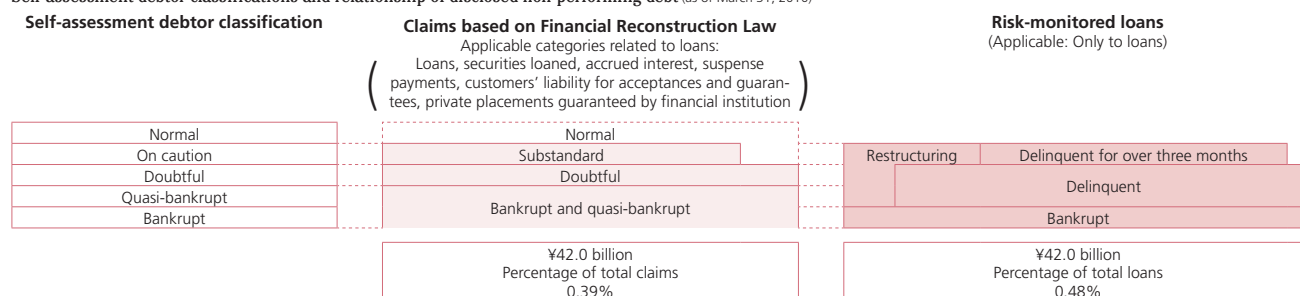 Self-assessment debtor classifications and relationship of disclosed non-performing debt (as of March 31, 2016)
Self-assessment debtor classification
Claims based on Financial Reconstruction Law
Applicable categories related to loans:
Loans, securities loaned, accrued interest, suspense
payments, customers' liability for acceptances and guaran-
tees, private placements guaranteed by financial institution
Risk-monitored loans
(Applicable: Only to loans)
Normal
On caution
Doubtful
Quasi-bankrupt
Bankrupt
Normal
Substandard
Doubtful
Bankrupt and quasi-bankrupt
Restructuring
Delinquent for over three months
Delinquent
Bankrupt
¥42.0 billion
Percentage of total claims
0.39%
¥42.0 billion
Percentage of total loans
0.48%